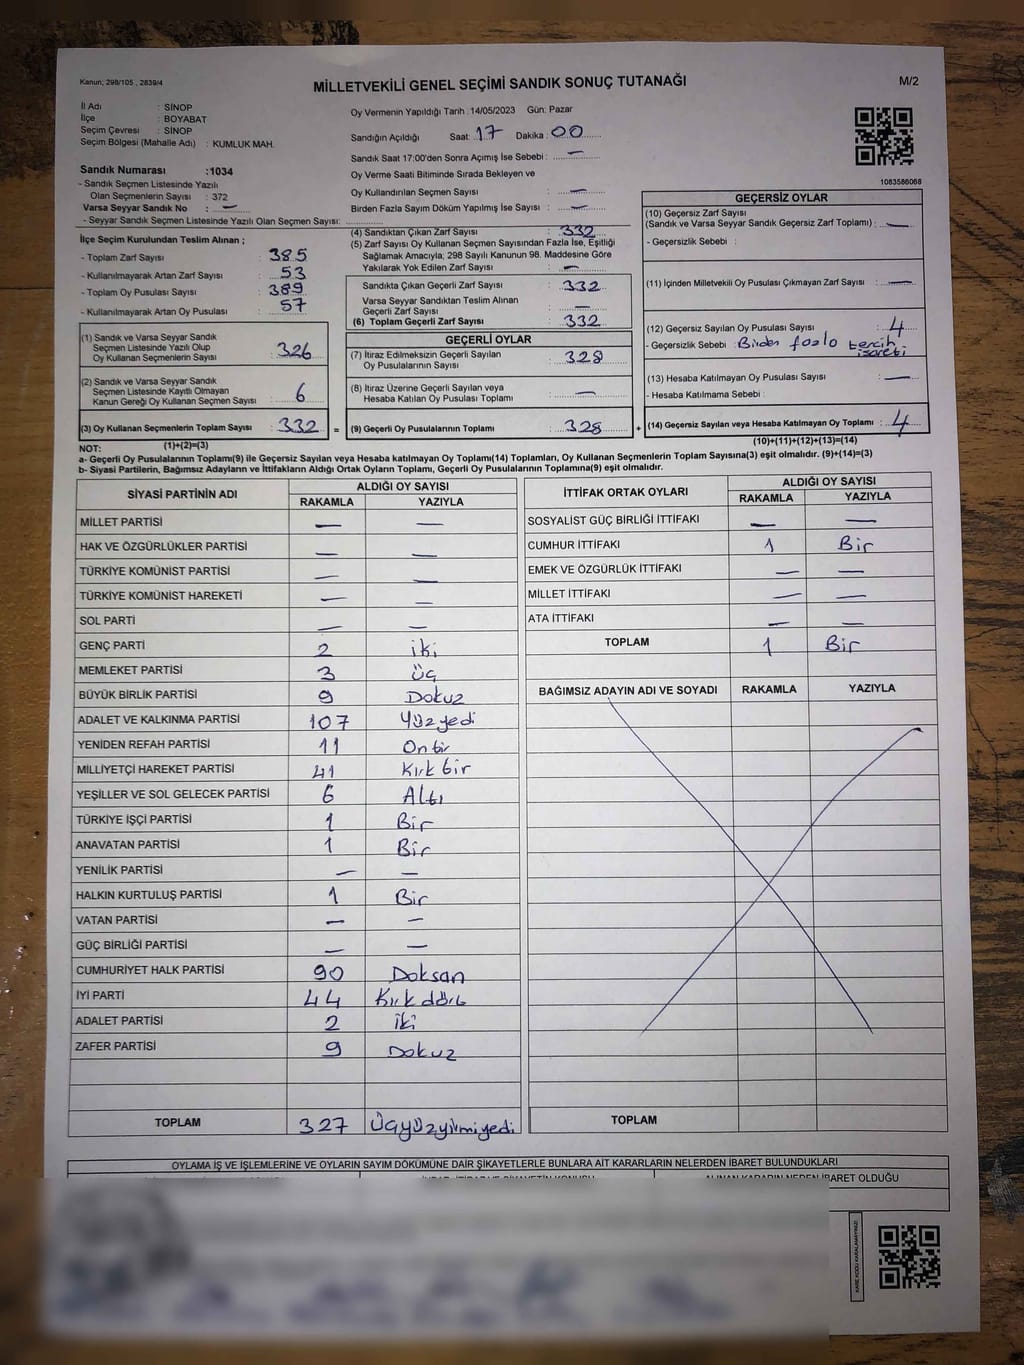 Kanun; 298/105 , 2839/4
MİLLETVEKİLİ GENEL SEÇİMİ SANDIK SONUÇ TUTANAĞI
M/2
İl Adı : SİNOP
İlçe : BOYABAT
Seçim Çevresi : SİNOP
Seçim Bölgesi (Mahalle Adı) : KUMLUK MAH.
Sandık Numarası :1034
- Sandık Seçmen Listesinde Yazılı
Olan Seçmenlerin Sayısı : 372
Varsa Seyyar Sandık No : —
- Seyyar Sandık Seçmen Listesinde Yazılı Olan Seçmen Sayısı:
Oy Vermenin Yapıldığı Tarih :14/05/2023 Gün: Pazar
Sandığın Açıldığı Saat: 17 Dakika : 00
Sandık Saat 17:00'den Sonra Açımış İse Sebebi : —
Oy Verme Saati Bitiminde Sırada Bekleyen ve
Oy Kullandırılan Seçmen Sayısı : —
Birden Fazla Sayım Döküm Yapılmış İse Sayısı : —
1083586068
İlçe Seçim Kurulundan Teslim Alınan ;
- Toplam Zarf Sayısı : 385
- Kullanılmayarak Artan Zarf Sayısı : 53
- Toplam Oy Pusulası Sayısı : 389
- Kullanılmayarak Artan Oy Pusulası : 57
(1) Sandık ve Varsa Seyyar Sandık
Seçmen Listesinde Yazılı Olup
Oy Kullanan Seçmenlerin Sayısı : 326
(2) Sandık ve Varsa Seyyar Sandık
Seçmen Listesinde Kayıtlı Olmayan
Kanun Gereği Oy Kullanan Seçmen Sayısı : 6
(3) Oy Kullanan Seçmenlerin Toplam Sayısı : 332 =
(1)+(2)=(3)
(4) Sandıktan Çıkan Zarf Sayısı : 332
(5) Zarf Sayısı Oy Kullanan Seçmen Sayısından Fazla İse, Eşitliği
Sağlamak Amacıyla; 298 Sayılı Kanunun 98. Maddesine Göre
Yakılarak Yok Edilen Zarf Sayısı : —
Sandıkta Çıkan Geçerli Zarf Sayısı : 332
Varsa Seyyar Sandıktan Teslim Alınan
Geçerli Zarf Sayısı : —
(6) Toplam Geçerli Zarf Sayısı : 332
GEÇERLİ OYLAR
(7) İtiraz Edilmeksizin Geçerli Sayılan
Oy Pusulalarının Sayısı : 328
(8) İtiraz Üzerine Geçerli Sayılan veya
Hesaba Katılan Oy Pusulası Toplamı : —
(9) Geçerli Oy Pusulalarının Toplamı : 328 +
GEÇERSİZ OYLAR
(10) Geçersiz Zarf Sayısı
(Sandık ve Varsa Seyyar Sandık Geçersiz Zarf Toplamı) : —
- Geçersizlik Sebebi :
(11) İçinden Milletvekili Oy Pusulası Çıkmayan Zarf Sayısı : —
(12) Geçersiz Sayılan Oy Pusulası Sayısı : 4
- Geçersizlik Sebebi : Birden fazla tercih
işareti
(13) Hesaba Katılmayan Oy Pusulası Sayısı : —
- Hesaba Katılmama Sebebi :
(14) Geçersiz Sayılan veya Hesaba Katılmayan Oy Toplamı : 4
(10)+(11)+(12)+(13)=(14)
NOT:
a- Geçerli Oy Pusulalarının Toplamı(9) ile Geçersiz Sayılan veya Hesaba katılmayan Oy Toplamı(14) Toplamları, Oy Kullanan Seçmenlerin Toplam Sayısına(3) eşit olmalıdır. (9)+(14)=(3)
b- Siyasi Partilerin, Bağımsız Adayların ve İttifakların Aldığı Ortak Oyların Toplamı, Geçerli Oy Pusulalarının Toplamına(9) eşit olmalıdır.
SİYASİ PARTİNİN ADI ALDIĞI OY SAYISI
RAKAMLA YAZIYLA
MİLLET PARTİSİ — —
HAK VE ÖZGÜRLÜKLER PARTİSİ — —
TÜRKİYE KOMÜNİST PARTİSİ — —
TÜRKİYE KOMÜNİST HAREKETİ — —
SOL PARTİ — —
GENÇ PARTİ 2 iki
MEMLEKET PARTİSİ 3 üç
BÜYÜK BİRLİK PARTİSİ 9 Dokuz
ADALET VE KALKINMA PARTİSİ 107 Yüzyedi
YENİDEN REFAH PARTİSİ 11 Onbir
MİLLİYETÇİ HAREKET PARTİSİ 41 Kırkbir
YEŞİLLER VE SOL GELECEK PARTİSİ 6 Altı
TÜRKİYE İŞÇİ PARTİSİ 1 Bir
ANAVATAN PARTİSİ 1 Bir
YENİLİK PARTİSİ — —
HALKIN KURTULUŞ PARTİSİ 1 Bir
VATAN PARTİSİ — —
GÜÇ BİRLİĞİ PARTİSİ — —
CUMHURİYET HALK PARTİSİ 90 Doksan
İYİ PARTİ 44 Kırkdört
ADALET PARTİSİ 2 iki
ZAFER PARTİSİ 9 Dokuz
TOPLAM 327 Üçyüzyirmiyedi
İTTİFAK ORTAK OYLARI ALDIĞI OY SAYISI
RAKAMLA YAZIYLA
SOSYALİST GÜÇ BİRLİĞİ İTTİFAKI — —
CUMHUR İTTİFAKI 1 Bir
EMEK VE ÖZGÜRLÜK İTTİFAKI — —
MİLLET İTTİFAKI — —
ATA İTTİFAKI — —
TOPLAM 1 Bir
BAĞIMSIZ ADAYIN ADI VE SOYADI RAKAMLA YAZIYLA
TOPLAM
OYLAMA İŞ VE İŞLEMLERİNE VE OYLARIN SAYIM DÖKÜMÜNE DAİR ŞİKAYETLERLE BUNLARA AİT KARARLARIN NELERDEN İBARET BULUNDUKLARI
ALINAN KARARIN NEDEN İBARET OLDUĞU
KARE KODU KARALAMAYINIZ!